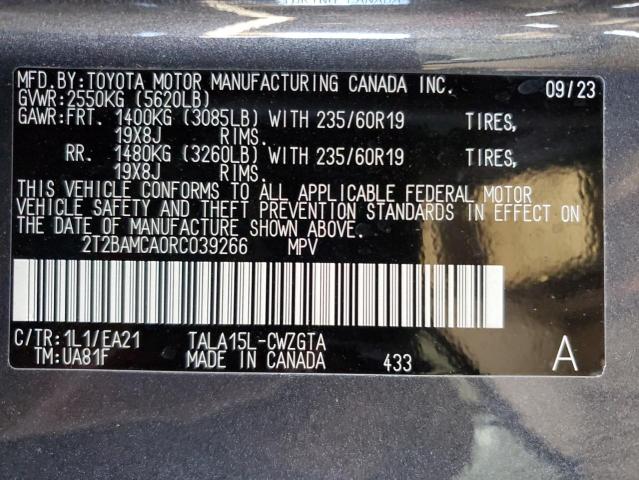 MFD. BY: TOYOTA MOTOR MANUFACTURING CANADA INC. 09/23
GVWR: 2550KG (5620LB)
GAWR: FRT. 1400KG (3085LB) WITH 235/60R19 TIRES,
19X8J RIMS.
RR. 1480KG (3260LB) WITH 235/60R19 TIRES,
19X8J RIMS.
THIS VEHICLE CONFORMS TO ALL APPLICABLE FEDERAL MOTOR
VEHICLE SAFETY AND THEFT PREVENTION STANDARDS IN EFFECT ON
THE DATE OF MANUFACTURE SHOWN ABOVE.
2T2BAMCA0RC039266 MPV
C/TR: 1L1/EA21 TALA15L-CWZGTA
TM: UA81F MADE IN CANADA 433 A